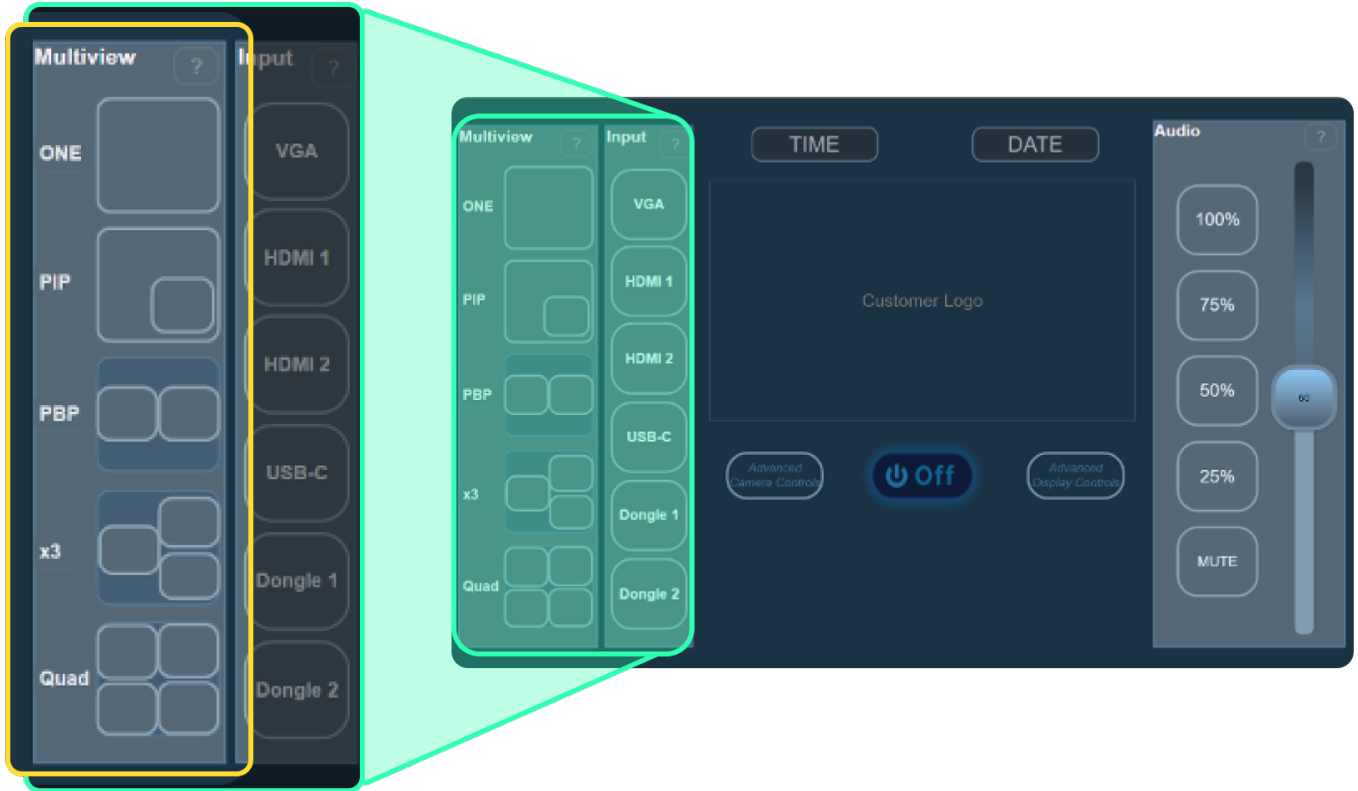 Multiview
?
ONE
PIP
PBP
x3
Quad
Input
?
VGA
HDMI 1
HDMI 2
USB-C
Dongle 1
Dongle 2
Multiview
?
ONE
PIP
PBP
x3
Quad
Input
?
VGA
HDMI 1
HDMI 2
USB-C
Dongle 1
Dongle 2
TIME
DATE
Customer Logo
Advanced
Camera Controls
Off
Advanced
Display Controls
Audio
?
100%
75%
50%
25%
MUTE